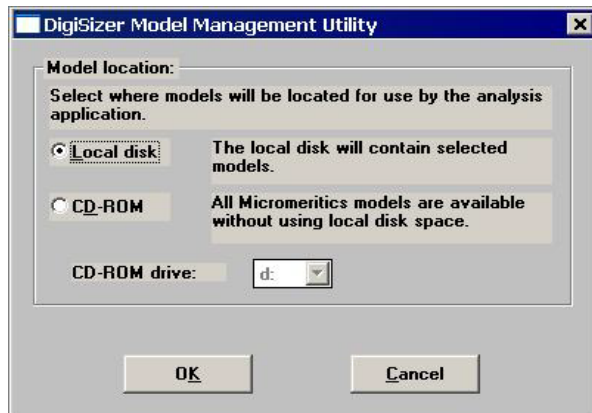 DigiSizer Model Management Utility
Model location:
Select where models will be located for use by the analysis
application.
Local disk
The local disk will contain selected
models.
CD-ROM
All Micromeritics models are available
without using local disk space.
CD-ROM drive:
d:
OK
Cancel